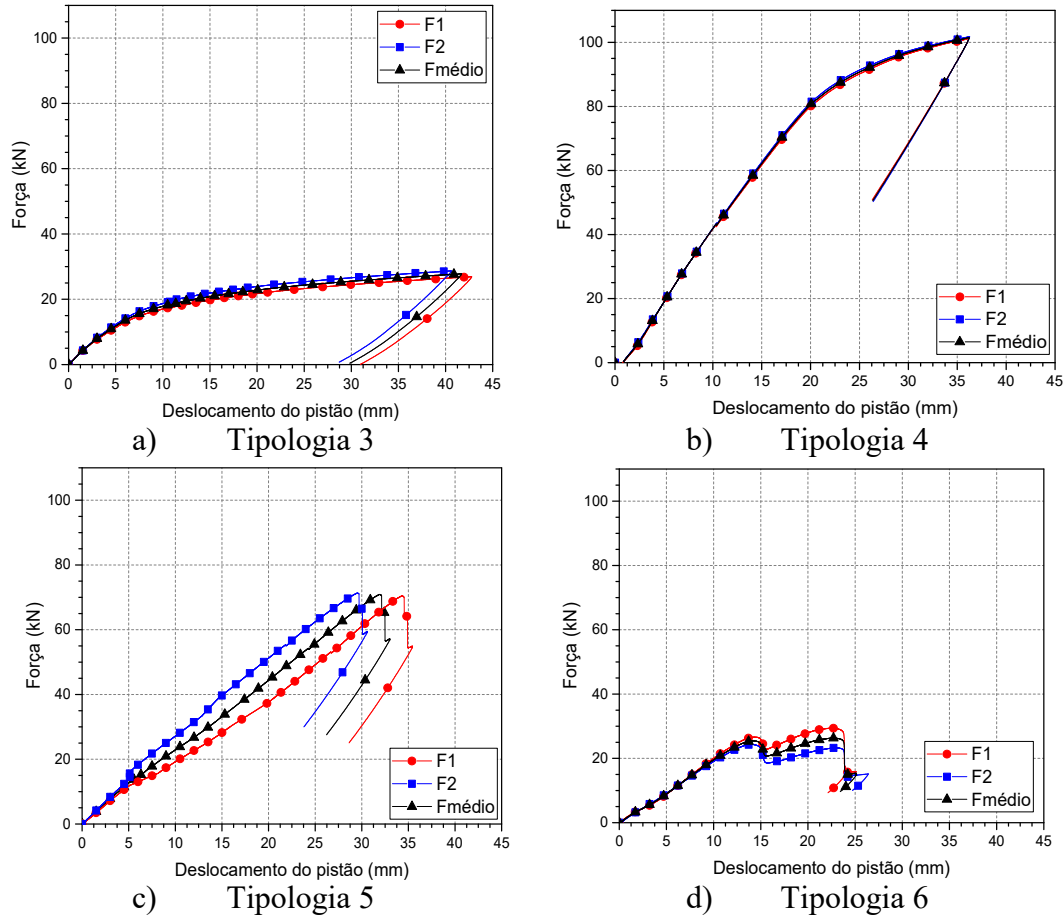 F1
F2
Fmédio
100
80
60
40
20
0
Força (kN)
0 5 10 15 20 25 30 35 40 45
Deslocamento do pistão (mm)
a) Tipologia 3
100
80
60
40
20
0
Força (kN)
F1
F2
Fmédio
0 5 10 15 20 25 30 35 40 45
Deslocamento do pistão (mm)
b) Tipologia 4
100
80
60
40
20
0
Força (kN)
F1
F2
Fmédio
0 5 10 15 20 25 30 35 40 45
Deslocamento do pistão (mm)
c) Tipologia 5
100
80
60
40
20
0
Força (kN)
F1
F2
Fmédio
0 5 10 15 20 25 30 35 40 45
Deslocamento do pistão (mm)
d) Tipologia 6